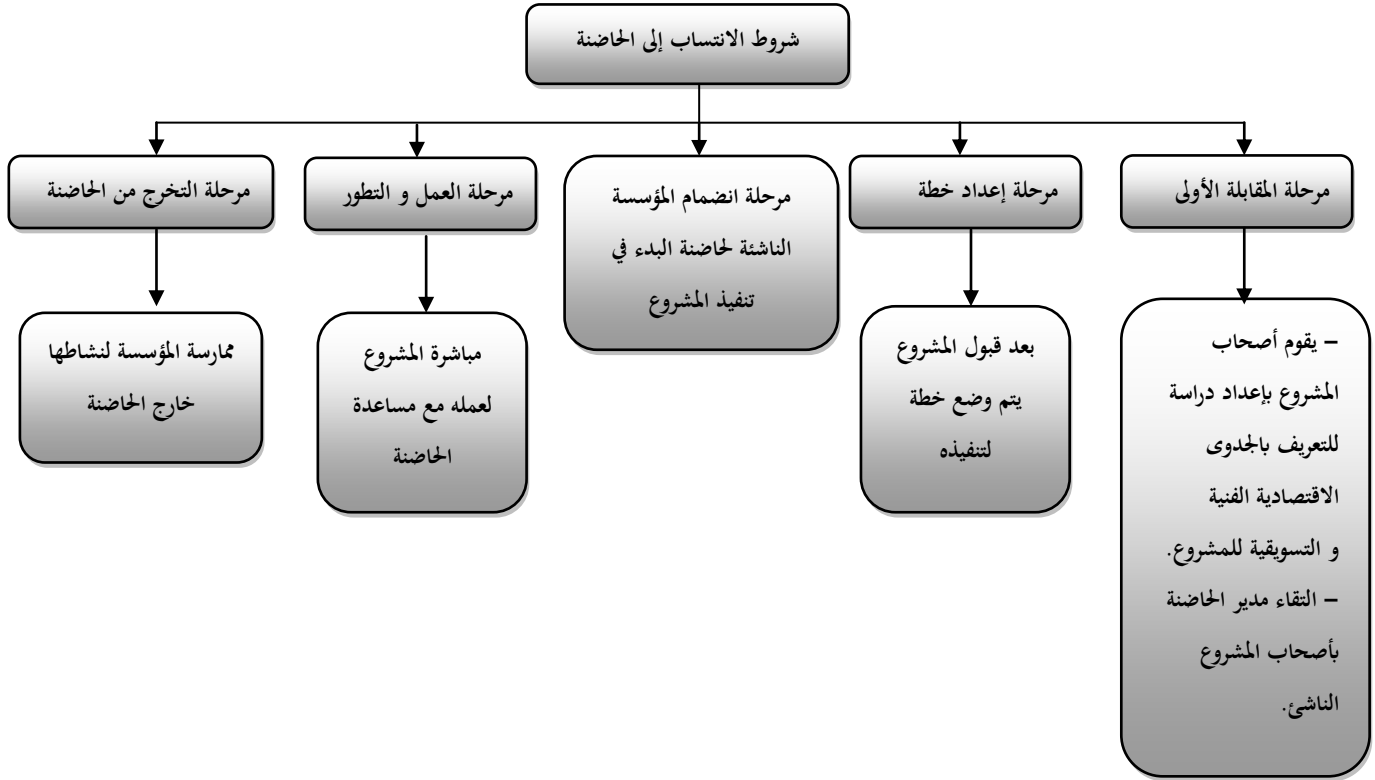 شروط الانتساب إلى الحاضنة
مرحلة المقابلة الأولى
مرحلة إعداد خطة
مرحلة انضمام المؤسسة
الناشئة لحاضنة البدء في
تنفيذ المشروع
مرحلة العمل و التطور
مرحلة التخرج من الحاضنة
– يقوم أصحاب
المشروع بإعداد دراسة
للتعريف بالجدوى
الاقتصادية الفنية
و التسويقية للمشروع.
– التقاء مدير الحاضنة
بأصحاب المشروع
الناشئ.
بعد قبول المشروع
يتم وضع خطة
لتنفيذه
مباشرة المشروع
لعمله مع مساعدة
الحاضنة
ممارسة المؤسسة لنشاطها
خارج الحاضنة